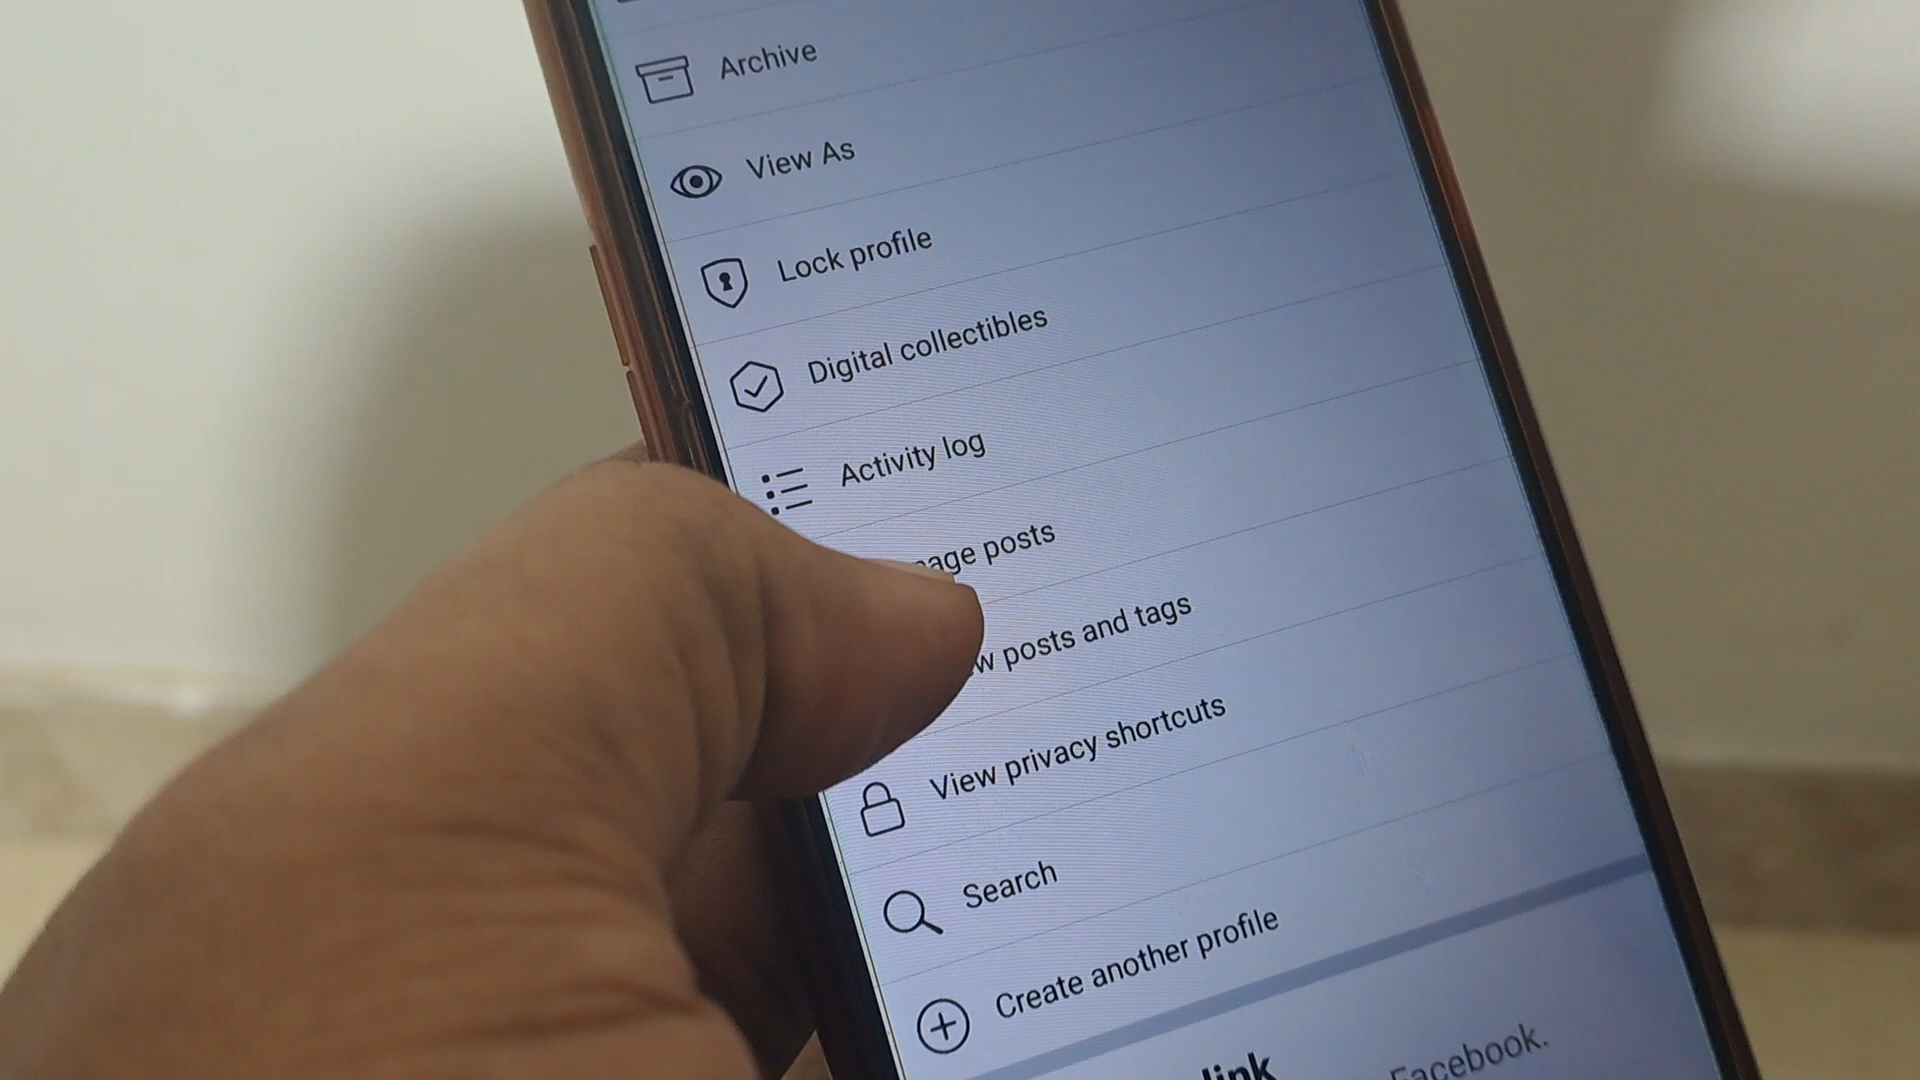 Archive
View As
Lock profile
Digital collectibles
Activity log
posts
posts and tags
View privacy shortcuts
Search
Create another profile
link
Facebook.